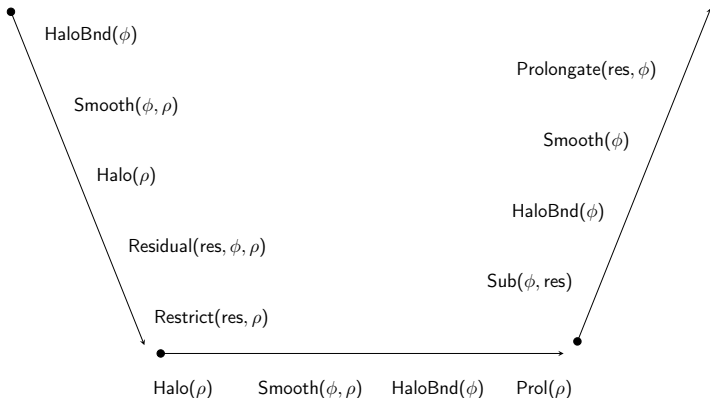 HaloBnd(ϕ)
Smooth(ϕ, ρ)
Halo(ρ)
Residual(res, ϕ, ρ)
Restrict(res, ρ)
Halo(ρ) Smooth(ϕ, ρ) HaloBnd(ϕ) Prol(ρ)
Sub(ϕ, res)
HaloBnd(ϕ)
Smooth(ϕ)
Prolongate(res, ϕ)